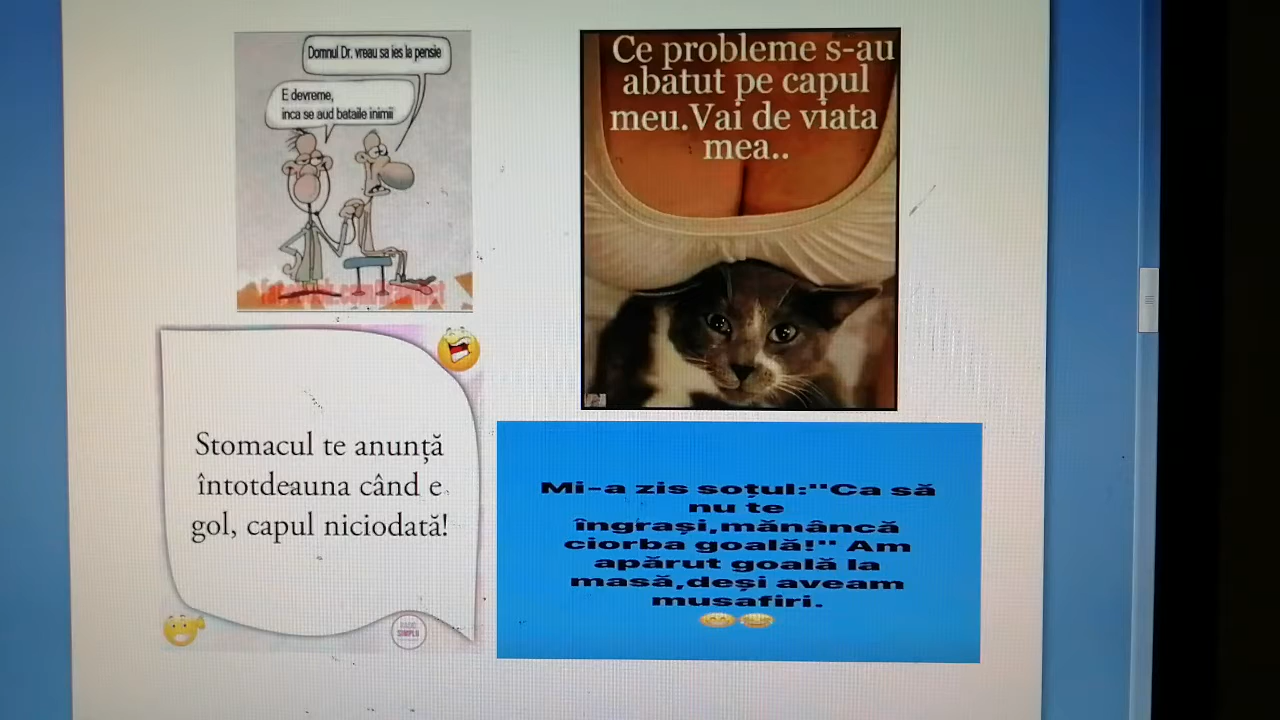 Domnul Dr. vreau sa ies la pensie
E devreme,
inca se aud bataile inimii
Ce probleme s-au
abatut pe capul
meu.Vai de viata
mea..
Stomacul te anunță
întotdeauna când e
gol, capul niciodată!
Mi-a zis soțul:"Ca să
nu te
îngrași,mănâncă
ciorba goală!" Am
apărut goală la
masă,deși aveam
musafiri.